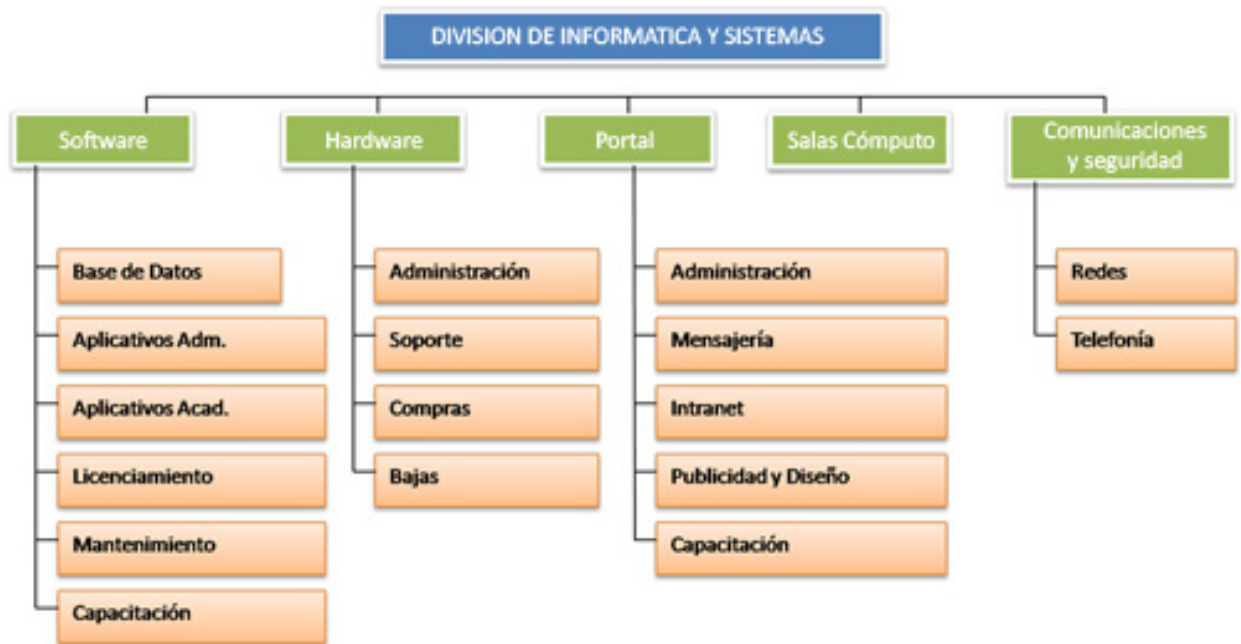 DIVISION DE INFORMATICA Y SISTEMAS
Software
Hardware
Portal
Salas Cómputo
Comunicaciones
y seguridad
Base de Datos
Aplicativos Adm.
Aplicativos Acad.
Licenciamiento
Mantenimiento
Capacitación
Administración
Soporte
Compras
Bajas
Administración
Mensajería
Intranet
Publicidad y Diseño
Capacitación
Redes
Telefonía